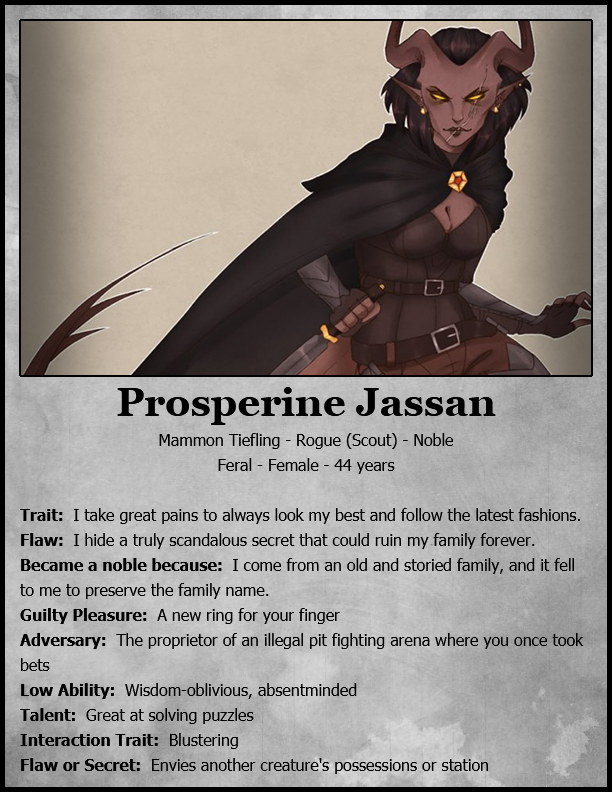 Prosperine Jassan
Mammon Tiefling - Rogue (Scout) - Noble
Feral - Female - 44 years
Trait: I take great pains to always look my best and follow the latest fashions.
Flaw: I hide a truly scandalous secret that could ruin my family forever.
Became a noble because: I come from an old and storied family, and it fell
to me to preserve the family name.
Guilty Pleasure: A new ring for your finger
Adversary: The proprietor of an illegal pit fighting arena where you once took
bets
Low Ability: Wisdom-oblivious, absentminded
Talent: Great at solving puzzles
Interaction Trait: Blustering
Flaw or Secret: Envies another creature's possessions or station